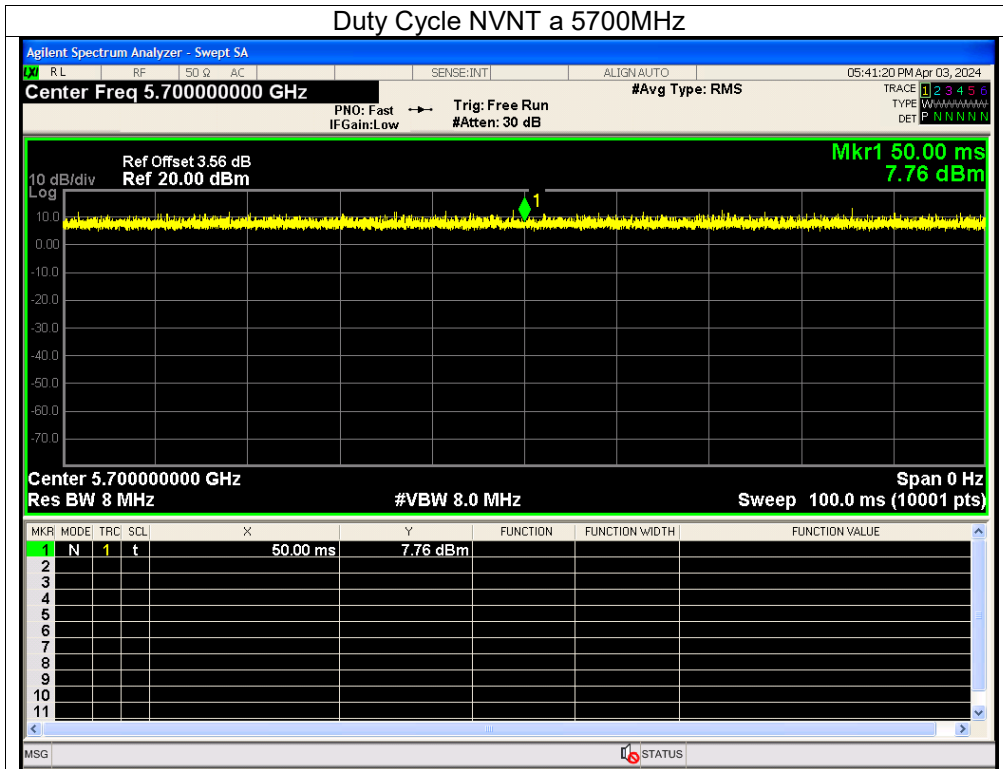 Duty Cycle NVNT a 5700MHz
Agilent Spectrum Analyzer - Swept SA
LXI RL RF 50 Ω AC SENSE:INT ALIGN AUTO 05:41:20 PM Apr 03, 2024
Center Freq 5.700000000 GHz #Avg Type: RMS TRACE 1 2 3 4 5 6
PNO: Fast Trig: Free Run TYPE WWWWWW
IFGain:Low #Atten: 30 dB DET P N N N N N
Mkr1 50.00 ms
Ref Offset 3.56 dB
10 dB/div Ref 20.00 dBm 7.76 dBm
Log
1
10.0
0.00
-10.0
-20.0
-30.0
-40.0
-50.0
-60.0
-70.0
Center 5.700000000 GHz Span 0 Hz
Res BW 8 MHz #VBW 8.0 MHz Sweep 100.0 ms (10001 pts)
MKR MODE TRC SCL X Y FUNCTION FUNCTION WIDTH FUNCTION VALUE
1 N 1 t 50.00 ms 7.76 dBm
2
3
4
5
6
7
8
9
10
11
MSG STATUS